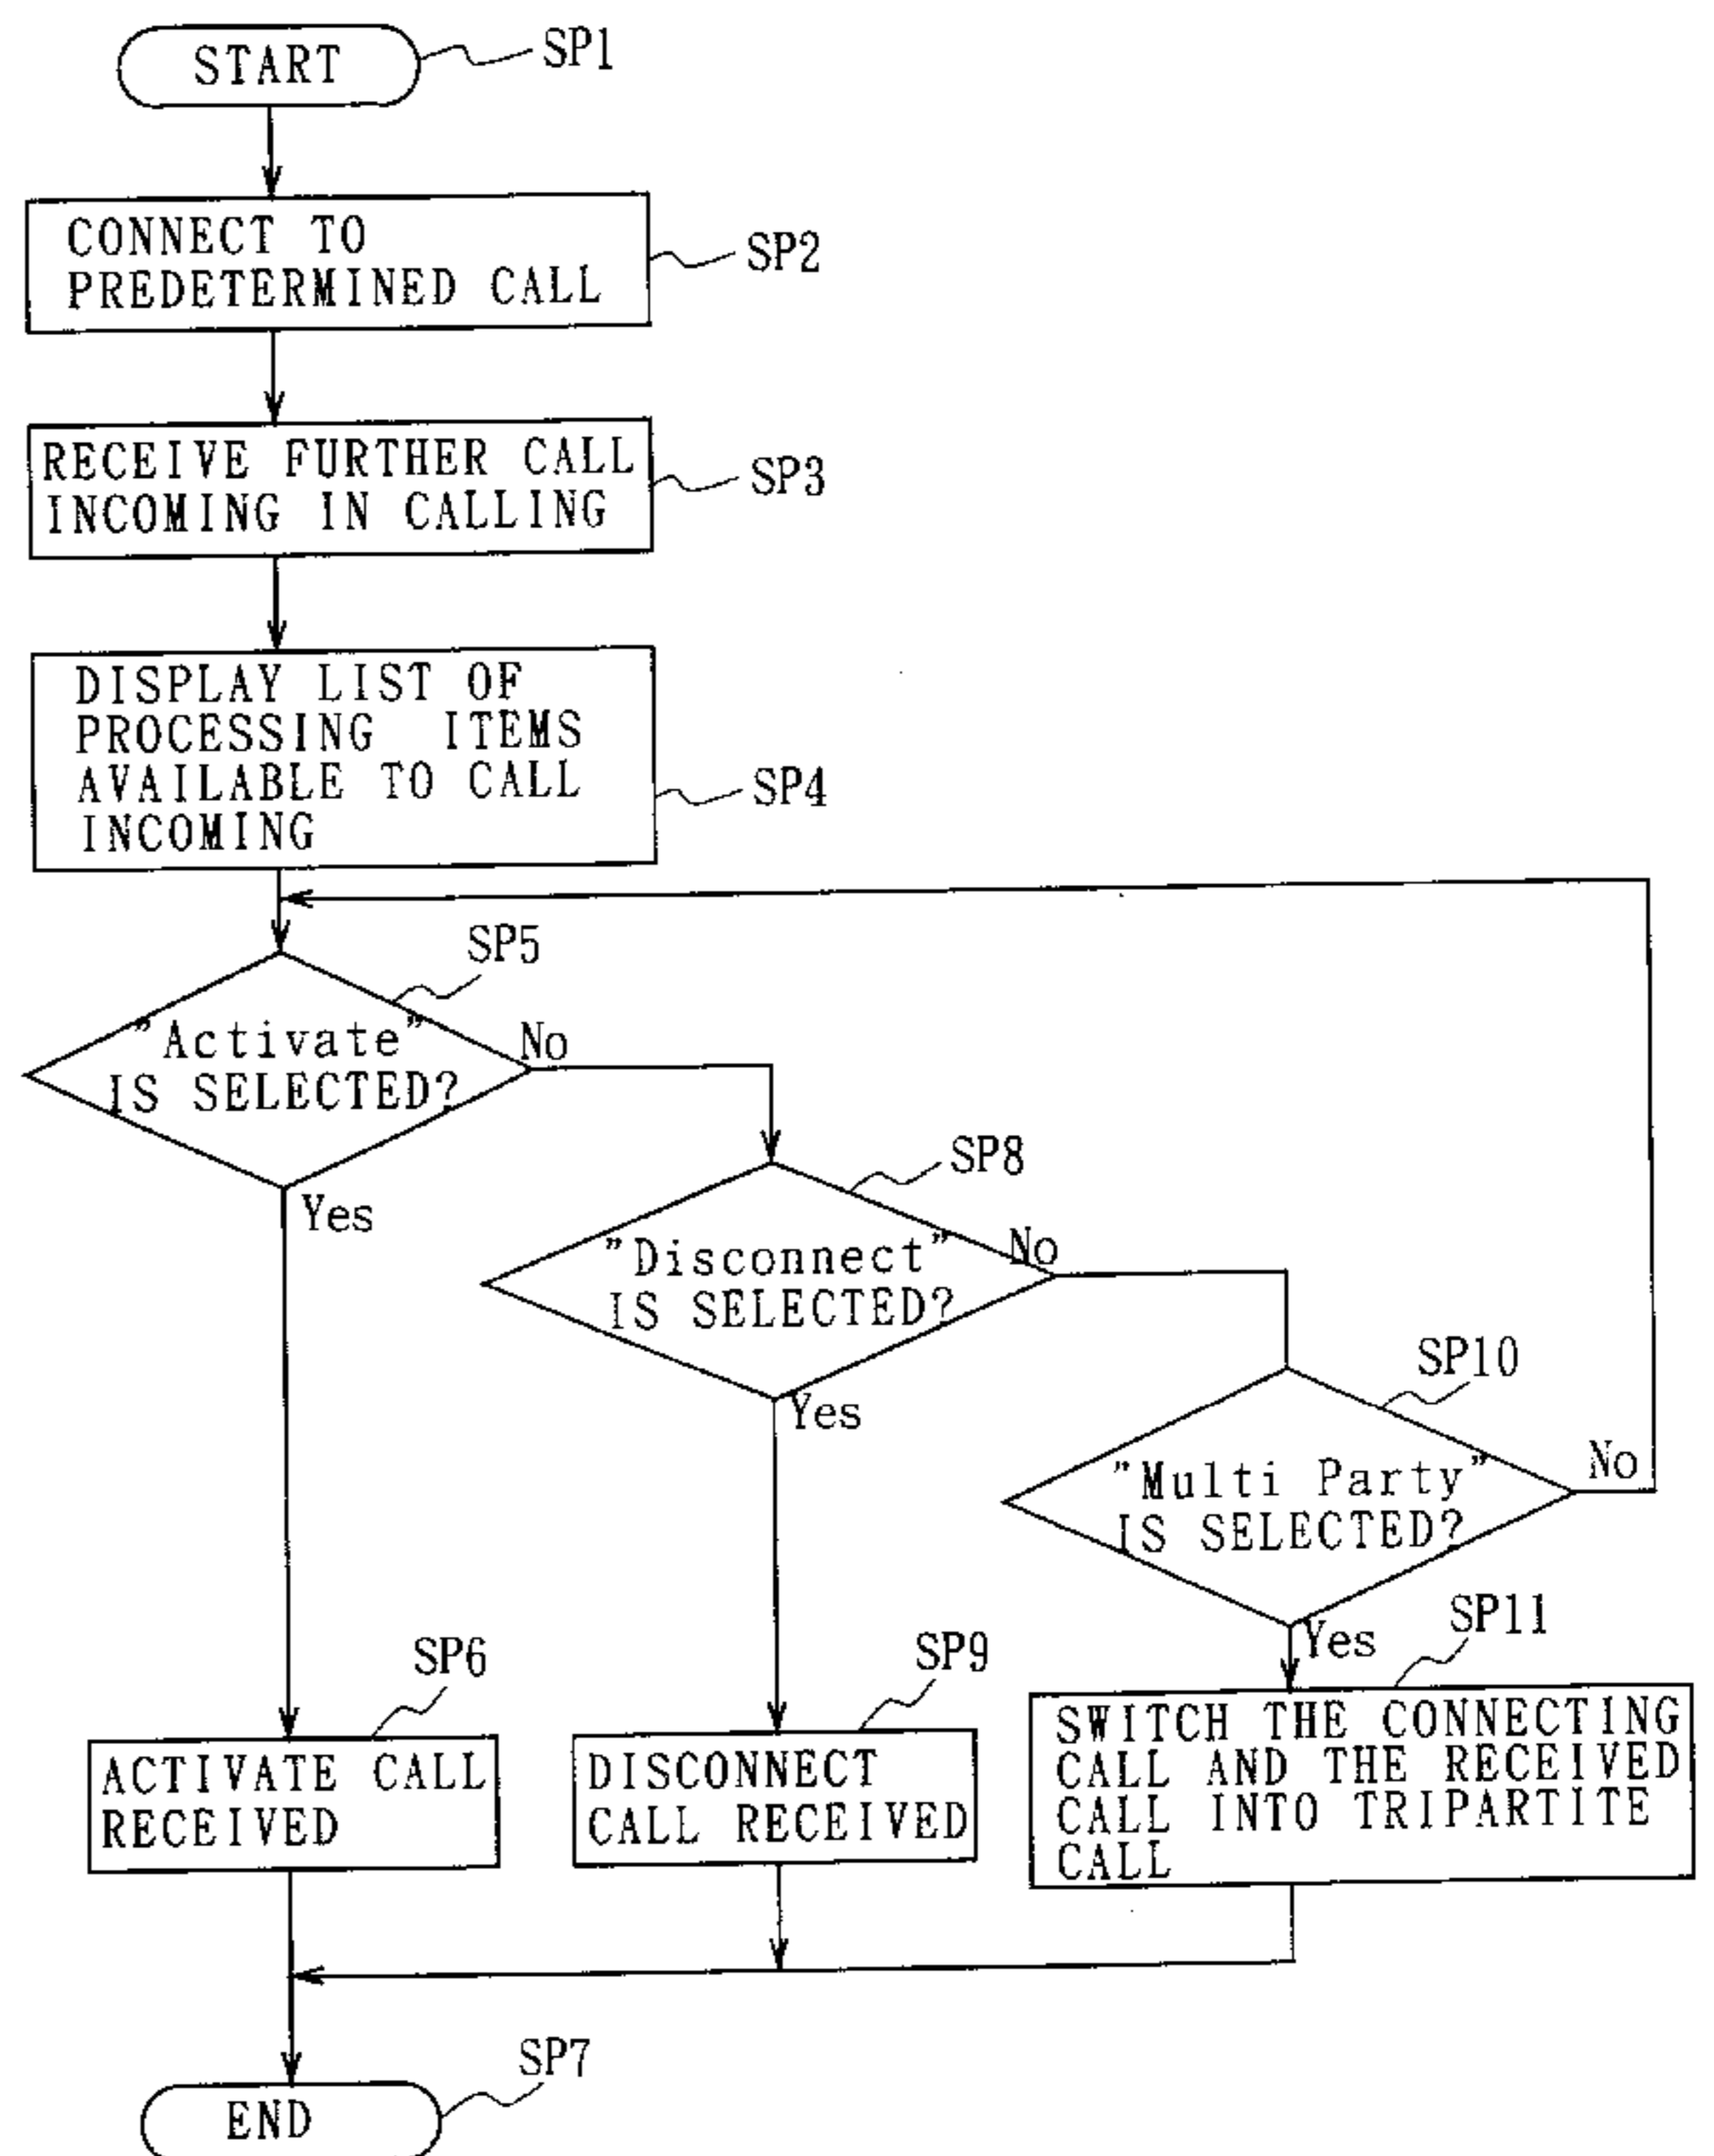 START
SP1
CONNECT TO
PREDETERMINED CALL
SP2
RECEIVE FURTHER CALL
INCOMING IN CALLING
SP3
DISPLAY LIST OF
PROCESSING ITEMS
AVAILABLE TO CALL
INCOMING
SP4
SP5
"Activate"
IS SELECTED?
No
Yes
SP8
"Disconnect"
IS SELECTED?
No
Yes
SP10
"Multi Party"
IS SELECTED?
No
Yes
SP6
ACTIVATE CALL
RECEIVED
SP9
DISCONNECT
CALL RECEIVED
SP11
SWITCH THE CONNECTING
CALL AND THE RECEIVED
CALL INTO TRIPARTITE
CALL
SP7
END